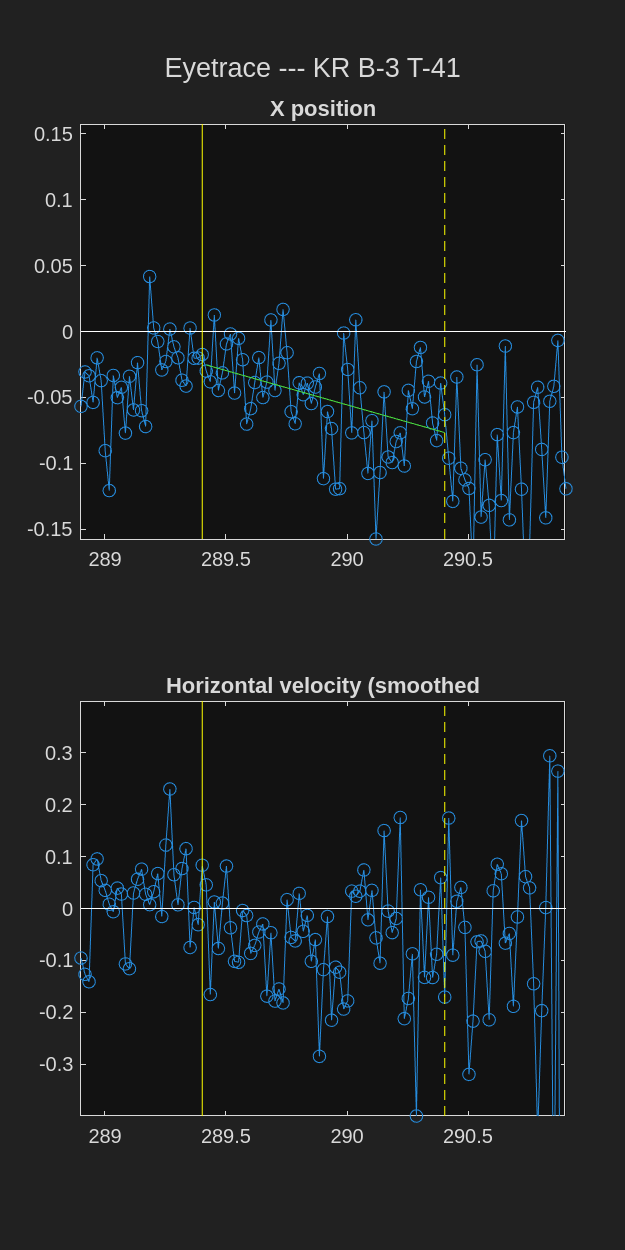 Eyetrace --- KR B-3 T-41
X position
0.15
0.1
0.05
0
-0.05
-0.1
-0.15
289 289.5 290 290.5
Horizontal velocity (smoothed
0.3
0.2
0.1
0
-0.1
-0.2
-0.3
289 289.5 290 290.5